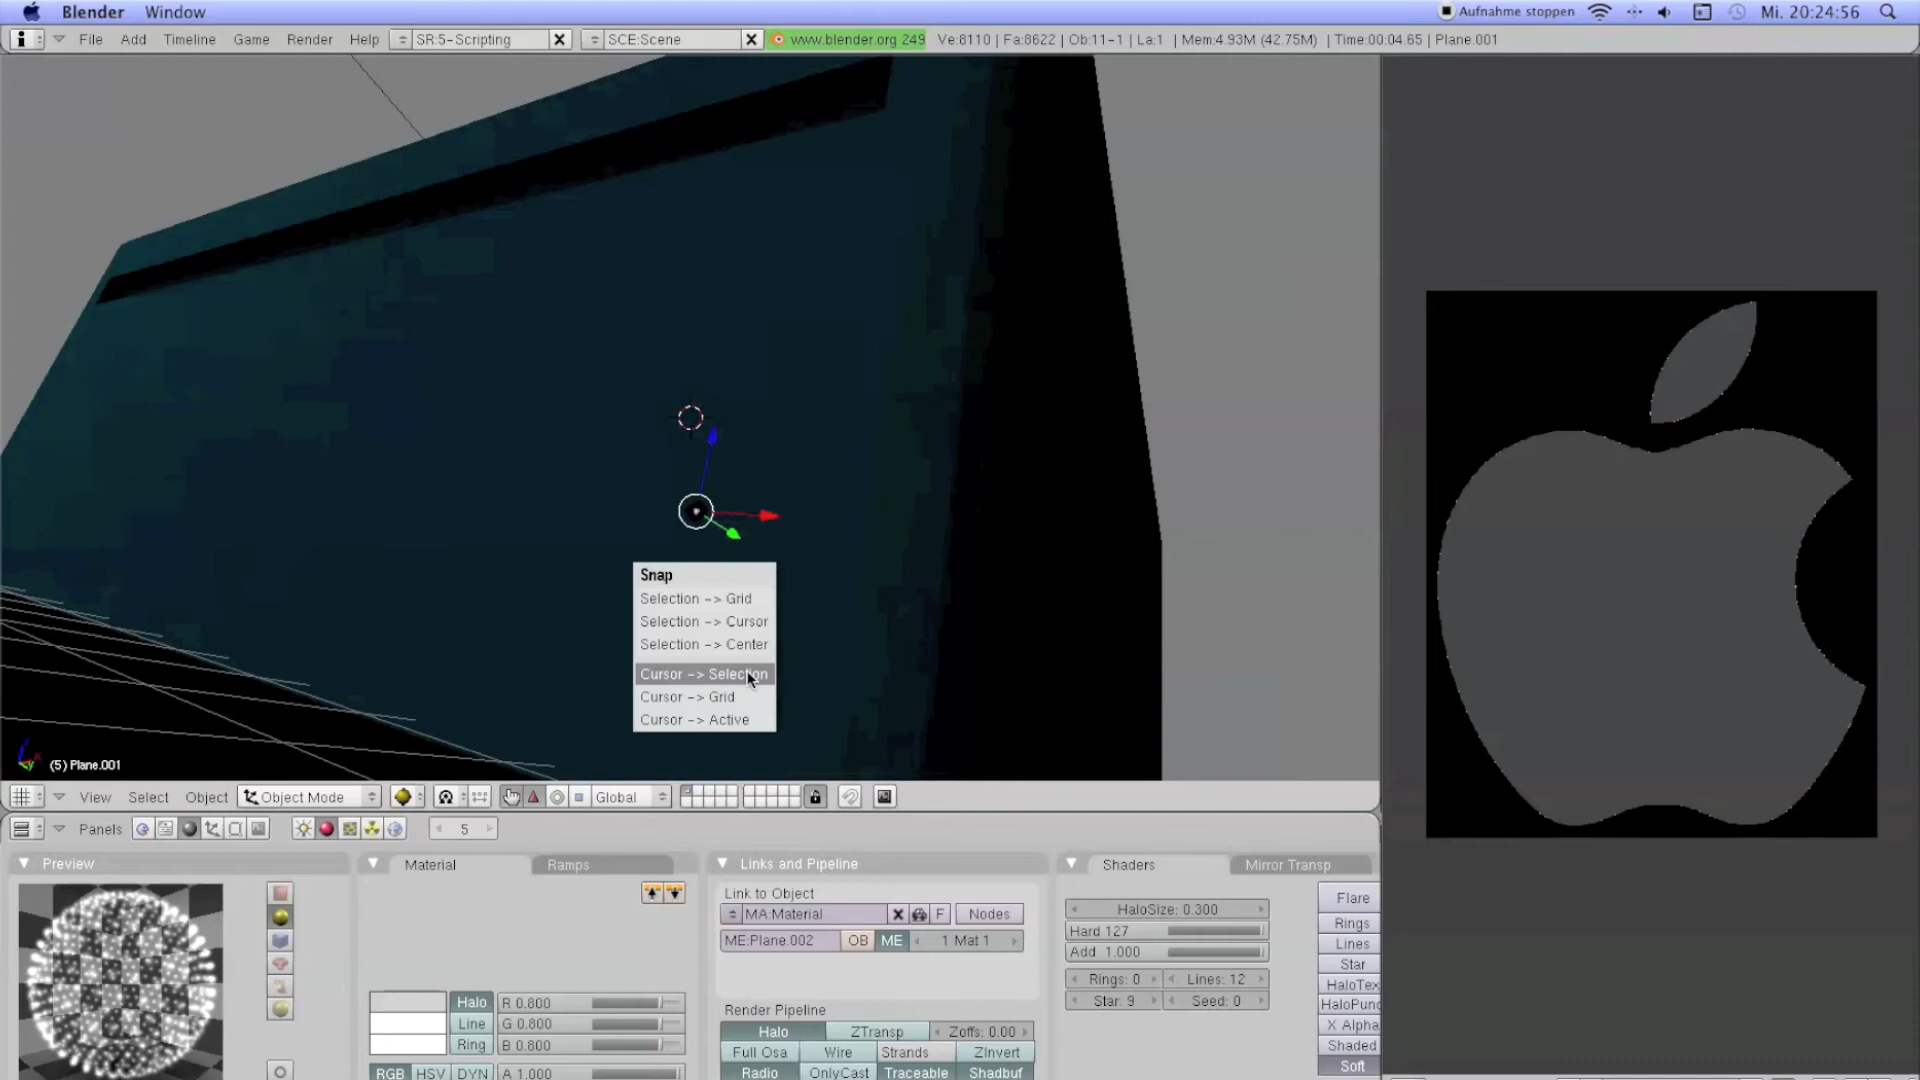 Blender Window Aufnahme stoppen Mi. 20:24:56
File Add Timeline Game Render Help SR:5-Scripting SCE:Scene www.blender.org 249 Ve:8110 | Fa:8622 | Ob:11-1 | La:1 | Mem:4.93M (42.75M) | Time:00:04.65 | Plane.001
Snap
Selection -> Grid
Selection -> Cursor
Selection -> Center
Cursor -> Selection
Cursor -> Grid
Cursor -> Active
(5) Plane.001
View Select Object Object Mode Global
Panels 5
Preview Material Ramps Links and Pipeline Shaders Mirror Transp
Link to Object
MA:Material F Nodes
ME:Plane.002 OB ME 1 Mat 1
Render Pipeline
Halo ZTransp Zoffs: 0.00
Full Osa Wire Strands ZInvert
Radio OnlyCast Traceable Shadbuf
Halo R 0.800
Line G 0.800
Ring B 0.800
RGB HSV DYN A 1.000
HaloSize: 0.300
Hard 127
Add 1.000
Rings: 0 Lines: 12
Star: 9 Seed: 0
Flare
Rings
Lines
Star
HaloTex
HaloPunc
X Alpha
Shaded
Soft